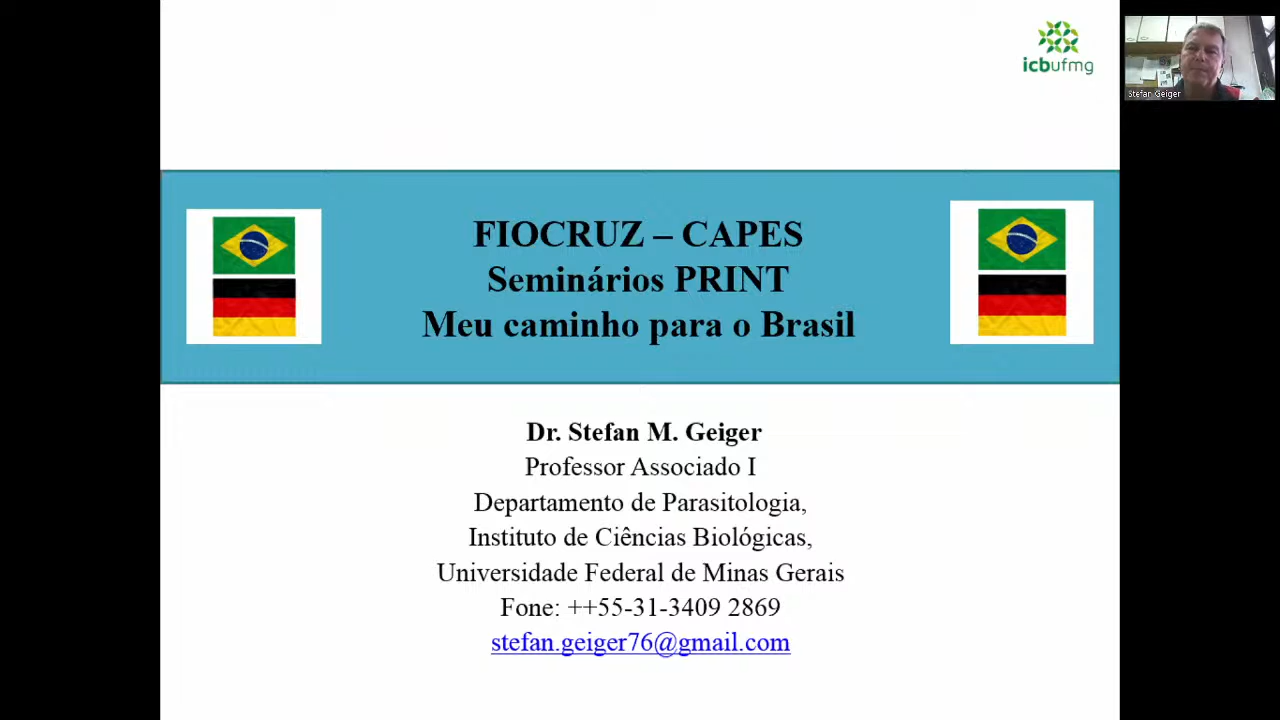 icbufmg
Stefan Geiger
FIOCRUZ – CAPES
Seminários PRINT
Meu caminho para o Brasil
Dr. Stefan M. Geiger
Professor Associado I
Departamento de Parasitologia,
Instituto de Ciências Biológicas,
Universidade Federal de Minas Gerais
Fone: ++55-31-3409 2869
stefan.geiger76@gmail.com